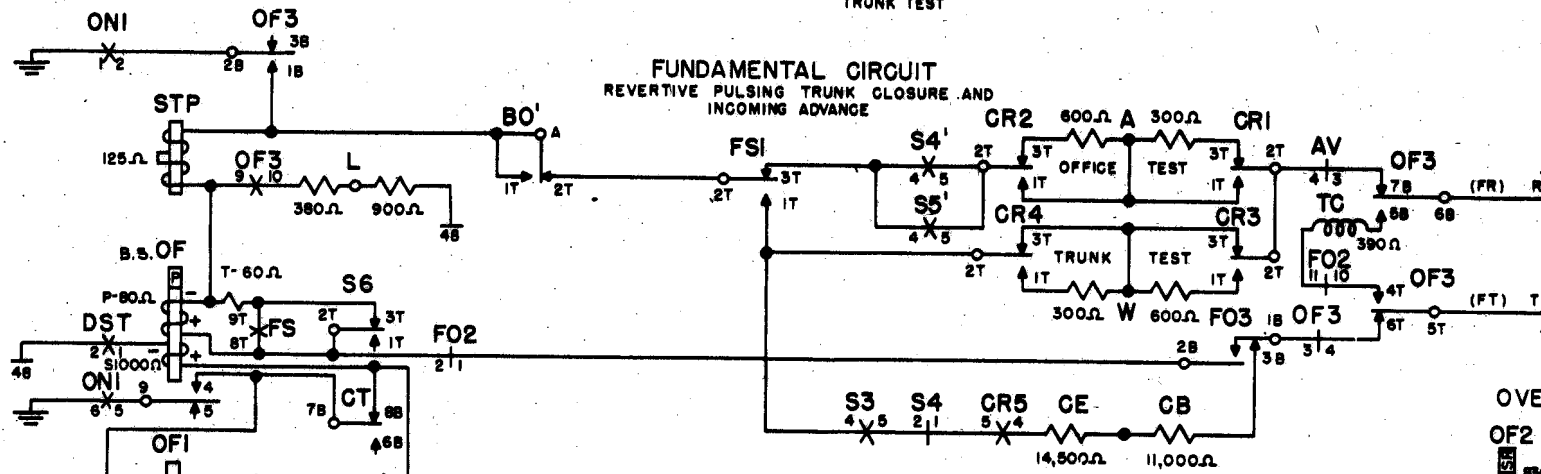 TRUNK TEST
ON1 OF3
3B
1 2 2B 1B
FUNDAMENTAL CIRCUIT
REVERTIVE PULSING TRUNK CLOSURE AND
INCOMING ADVANCE
STP
BO' A
125Ω
OF3 L
9 10
380Ω 900Ω
48
1T 2T
FS1
2T 3T
1T
S4'
4 5
S5'
4 5
CR2 600Ω A 300Ω CR1
2T 3T OFFICE TEST 3T 2T
1T 1T
AV
4 3
OF3
7B
5B 6B (FR) R
CR4 CR3
2T 3T TRUNK TEST 3T 2T
1T 1T
300Ω W 600Ω
TC
390Ω
FO2
11 10
OF3
4T
6T 5T (FT) T
B.S. OF
P
T-60Ω
P-80Ω
-
+
-
+
S1000Ω
9T
FS
8T
S6
2T 3T
1T
DST
2 1
48
FO2
2 1
FO3 1B OF3
2B 3B 3 4
ON1
6 5 9 4
5
CT
7B 8B
6B
OF1
S3 S4 CR5 CE CB
4 5 2 1 5 4
14,500Ω 11,000Ω
OVE
OF2